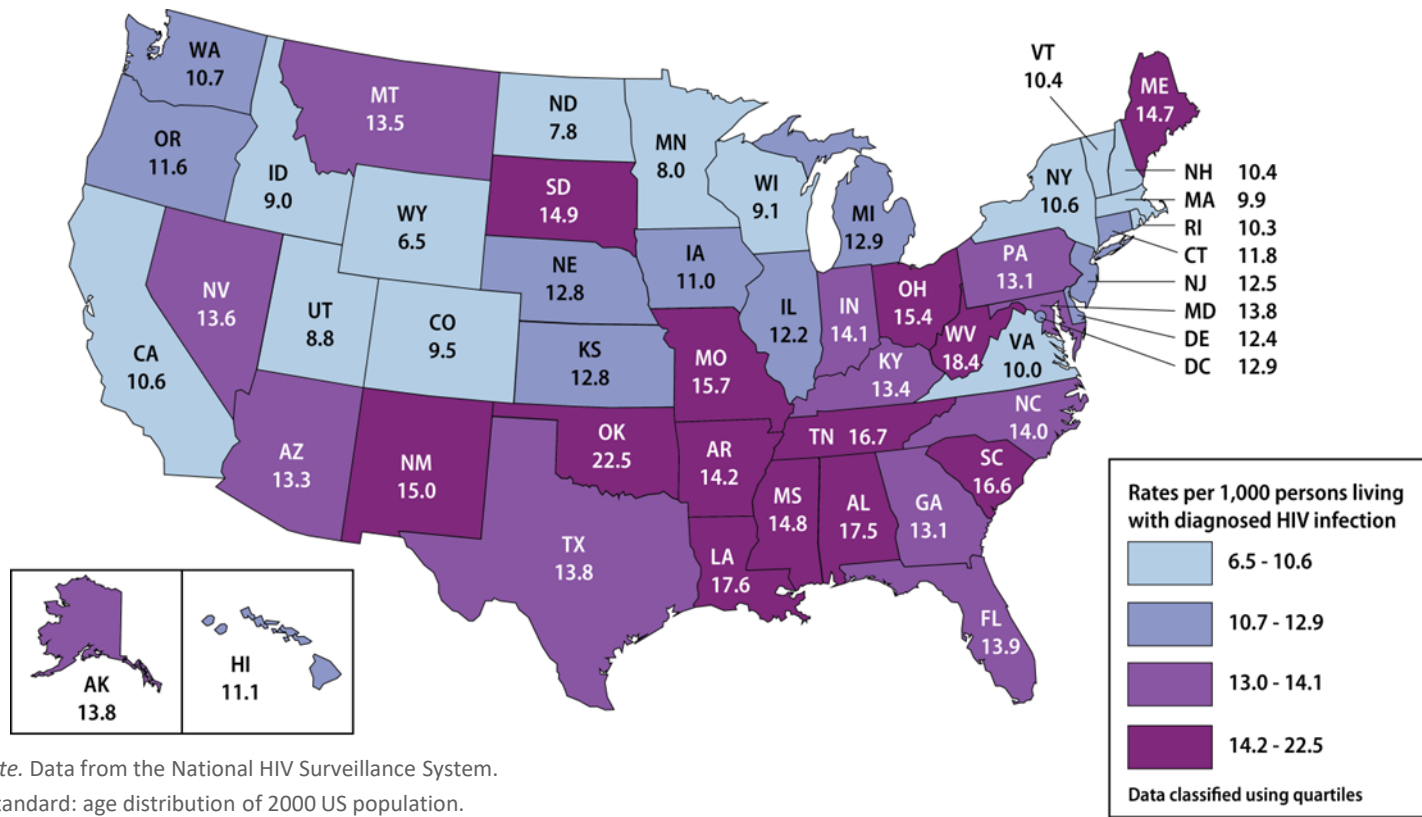 WA
10.7
OR
11.6
ID
9.0
MT
13.5
ND
7.8
MN
8.0
SD
14.9
WY
6.5
WI
9.1
MI
12.9
NE
12.8
IA
11.0
NV
13.6
UT
8.8
CO
9.5
CA
10.6
KS
12.8
MO
15.7
IL
12.2
IN
14.1
OH
15.4
PA
13.1
NY
10.6
VT
10.4
ME
14.7
NH 10.4
MA 9.9
RI 10.3
CT 11.8
NJ 12.5
MD 13.8
DE 12.4
DC 12.9
WV
18.4
VA
10.0
KY
13.4
NC
14.0
TN 16.7
SC
16.6
AZ
13.3
NM
15.0
OK
22.5
AR
14.2
TX
13.8
LA
17.6
MS
14.8
AL
17.5
GA
13.1
FL
13.9
AK
13.8
HI
11.1
Rates per 1,000 persons living
with diagnosed HIV infection
6.5 - 10.6
10.7 - 12.9
13.0 - 14.1
14.2 - 22.5
Data classified using quartiles
te. Data from the National HIV Surveillance System.
tandard: age distribution of 2000 US population.